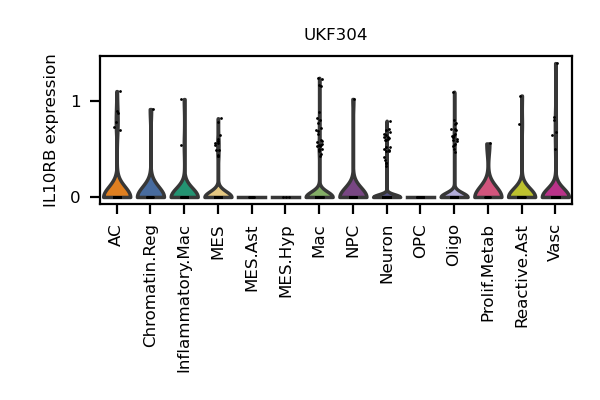 UKF304
IL10RB expression
1
0
AC
Chromatin.Reg
Inflammatory.Mac
MES
MES.Ast
MES.Hyp
Mac
NPC
Neuron
OPC
Oligo
Prolif.Metab
Reactive.Ast
Vasc